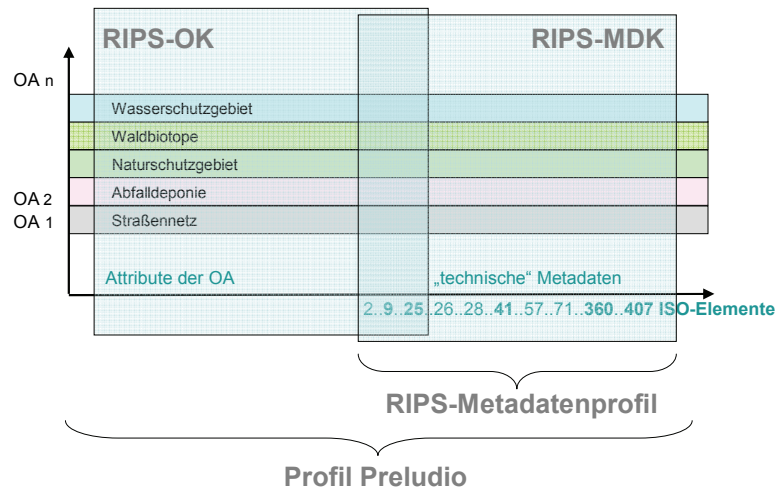 RIPS-OK
RIPS-MDK
OA n
Wasserschutzgebiet
Waldbiotope
Naturschutzgebiet
Abfalldeponie
OA 2
Straßennetz
OA 1
Attribute der OA
„technische“ Metadaten
2..9..25..26..28..41..57..71..360..407 ISO-Elemente
RIPS-Metadatenprofil
Profil Preludio